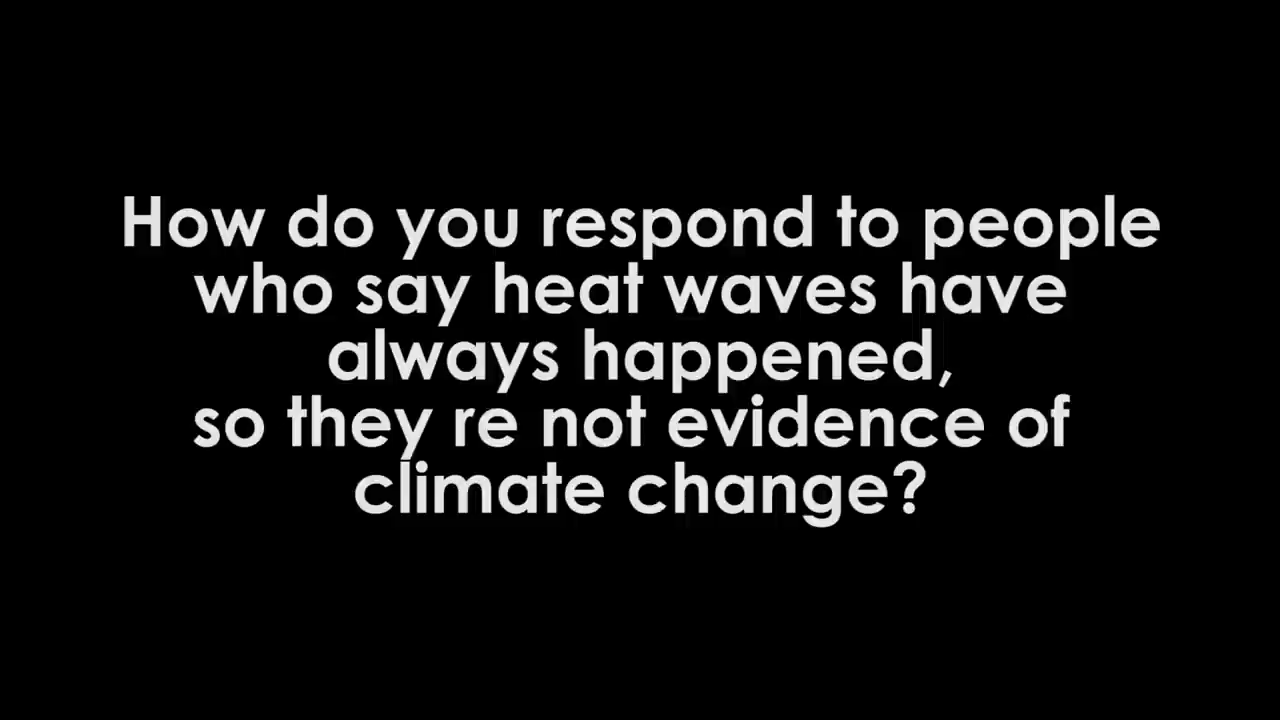 How do you respond to people
who say heat waves have
always happened,
so they re not evidence of
climate change?